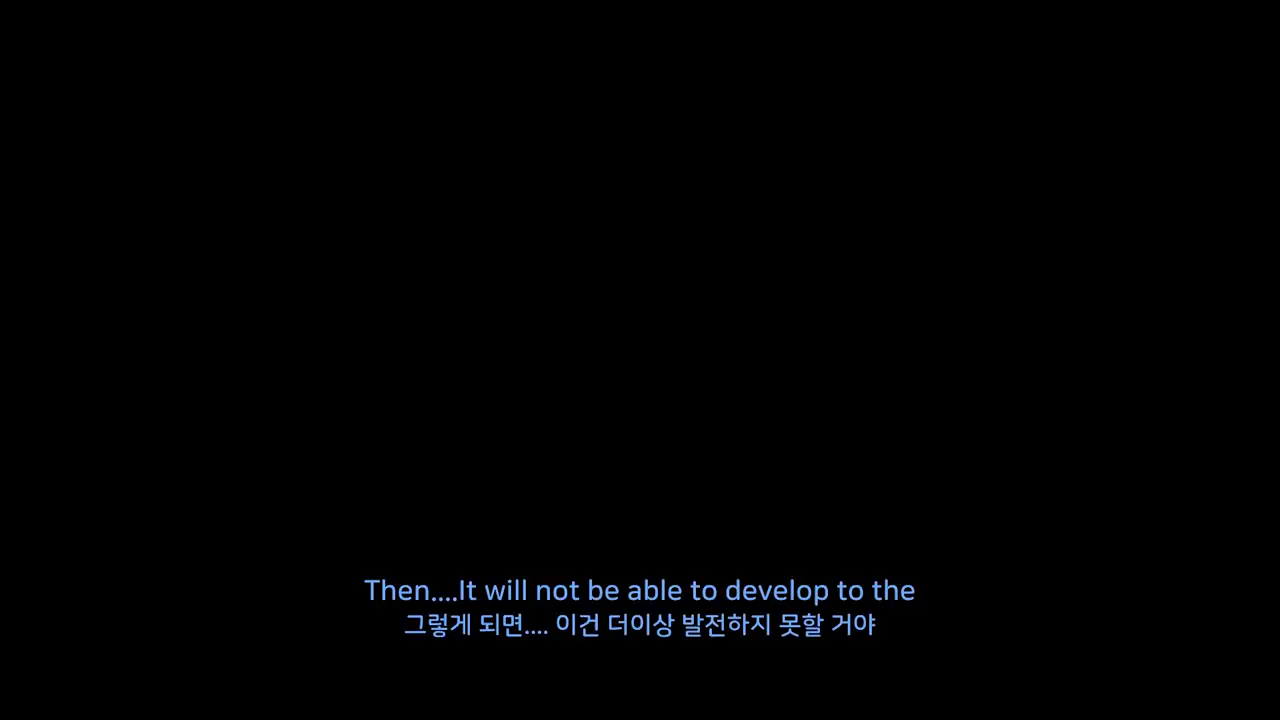 Then....It will not be able to develop to the
그렇게 되면.... 이건 더이상 발전하지 못할 거야